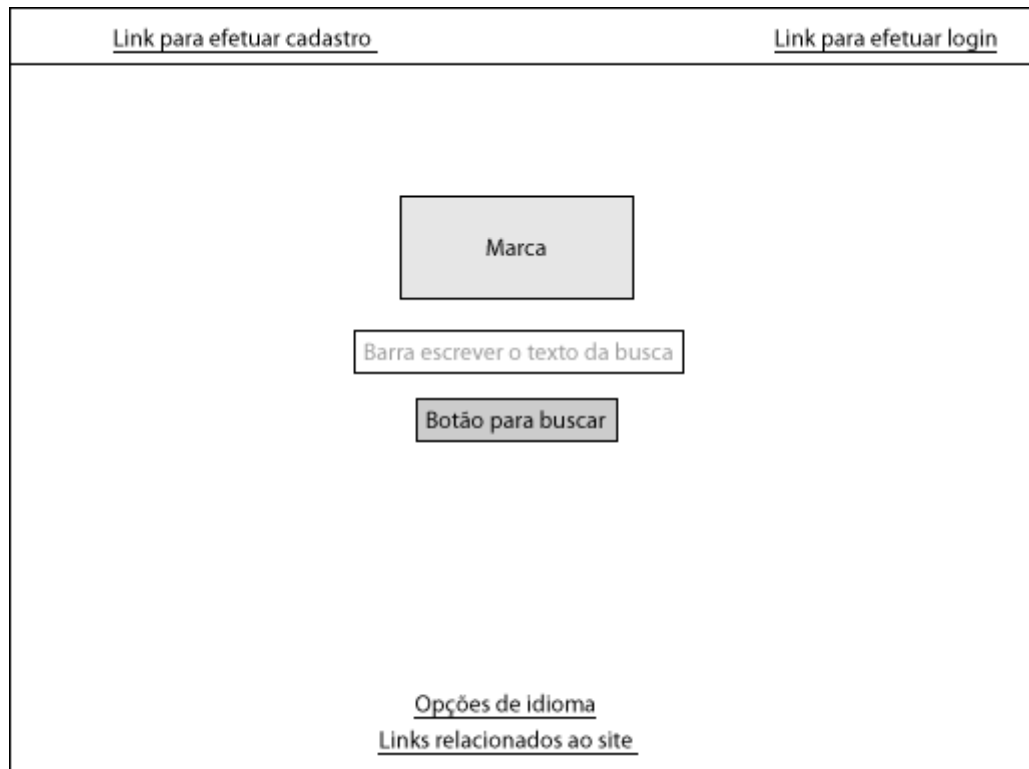 Link para efetuar cadastro
Link para efetuar login
Marca
Barra escrever o texto da busca
Botão para buscar
Opções de idioma
Links relacionados ao site